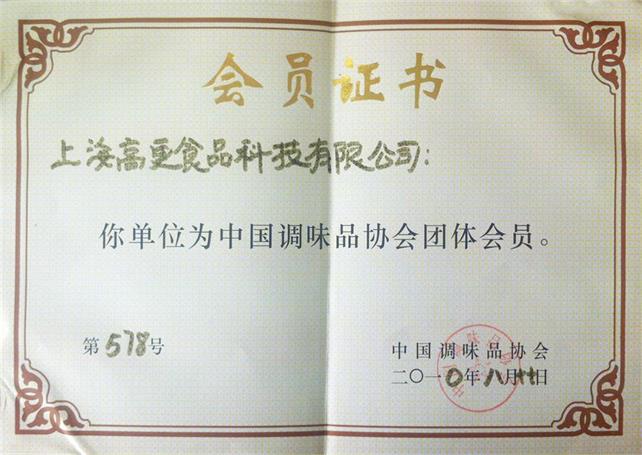 会员证书
上海高更食品科技有限公司:
你单位为中国调味品协会团体会员。
第578号
中国调味品协会
二〇一〇年八月廿日